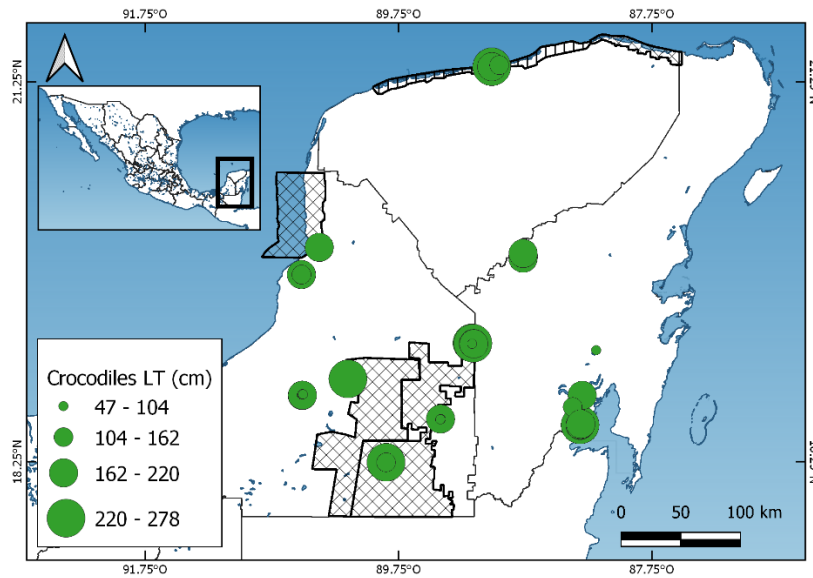 91.75°O 89.75°O 87.75°O
21.25°N 21.25°N
Crocodiles LT (cm)
47 - 104
104 - 162
162 - 220
220 - 278
18.25°N 18.25°N
0 50 100 km
91.75°O 89.75°O 87.75°O